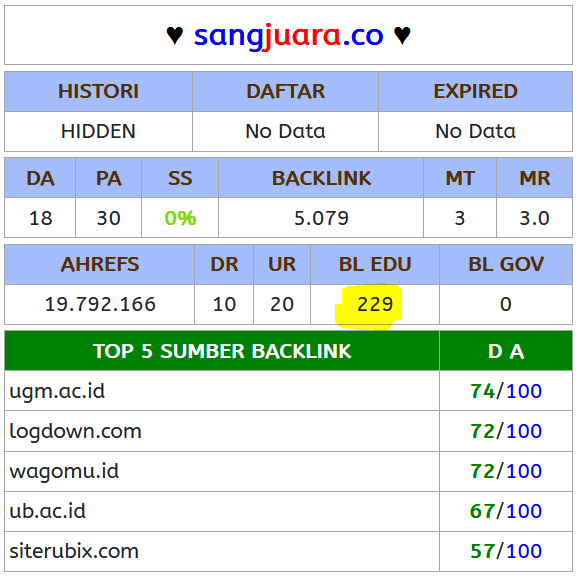 ♥ sangjuara.co ♥
HISTORI DAFTAR EXPIRED
HIDDEN No Data No Data
DA PA SS BACKLINK MT MR
18 30 0% 5.079 3 3.0
AHREFS DR UR BL EDU BL GOV
19.792.166 10 20 229 0
TOP 5 SUMBER BACKLINK D A
ugm.ac.id 74/100
logdown.com 72/100
wagomu.id 72/100
ub.ac.id 67/100
siterubix.com 57/100